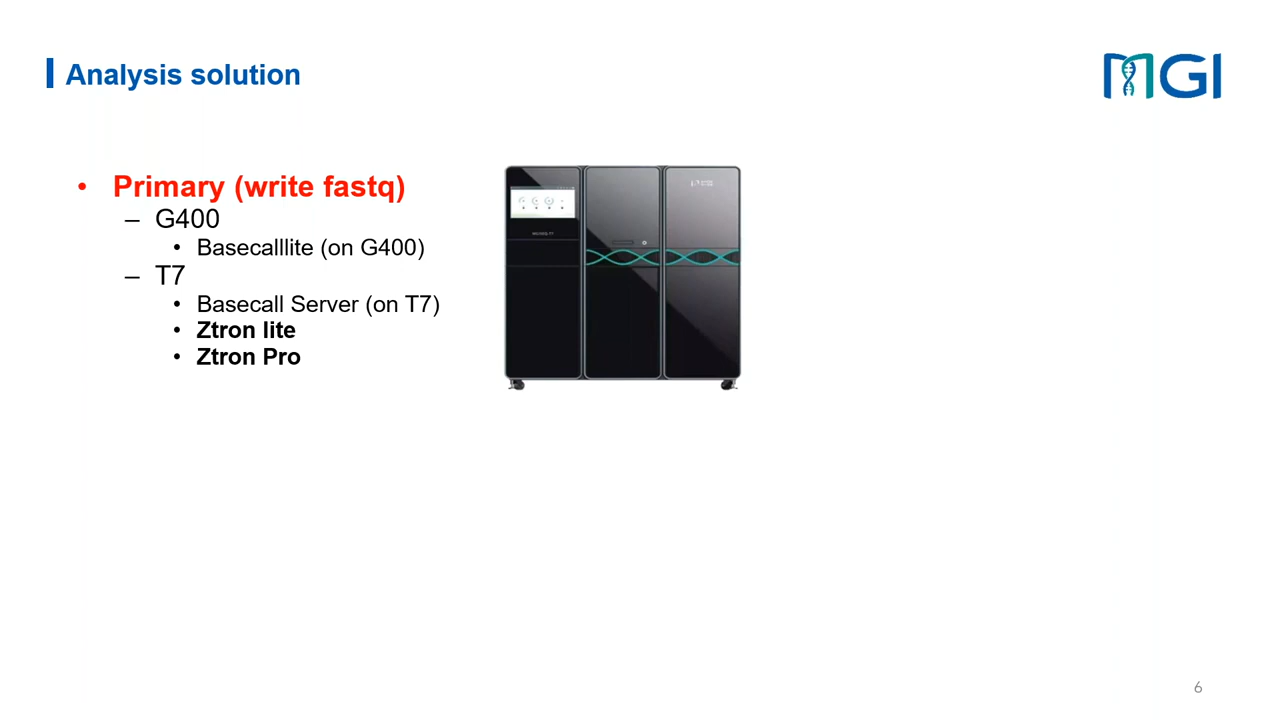 Analysis solution
MGI
• Primary (write fastq)
– G400
• Basecalllite (on G400)
– T7
• Basecall Server (on T7)
• Ztron lite
• Ztron Pro
6